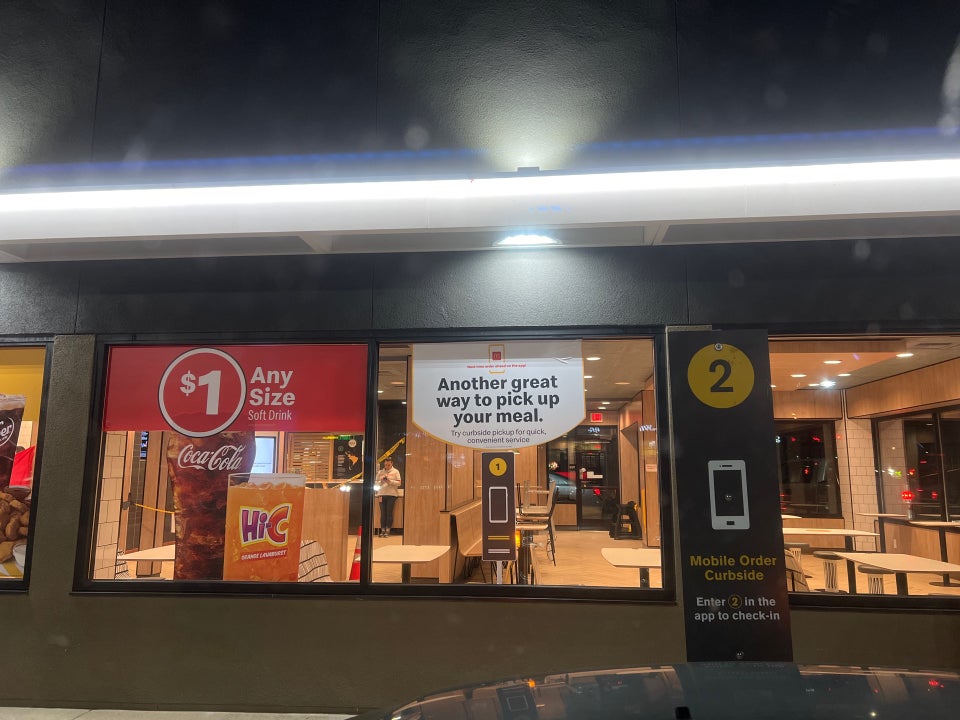 $1
Any
Size
Soft Drink
Coca-Cola
Hi-C
ORANGE LAVABURST
Another great
way to pick up
your meal.
Try curbside pickup for quick,
convenient service
1
2
Mobile Order
Curbside
Enter 2 in the
app to check-in